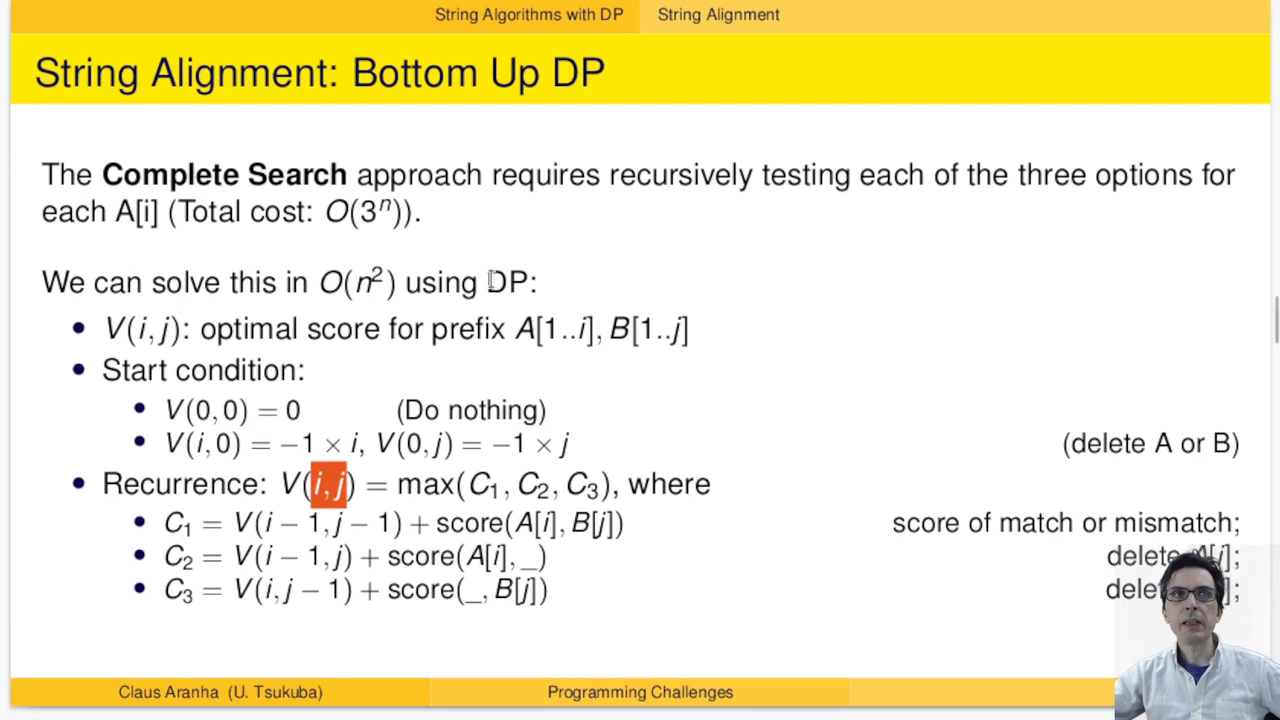 String Algorithms with DP String Alignment
String Alignment: Bottom Up DP
The Complete Search approach requires recursively testing each of the three options for
each A[i] (Total cost: O(3ⁿ)).
We can solve this in O(n²) using DP:
• V(i, j): optimal score for prefix A[1..i], B[1..j]
• Start condition:
• V(0, 0) = 0 (Do nothing)
• V(i, 0) = −1 × i, V(0, j) = −1 × j (delete A or B)
• Recurrence: V(i, j) = max(C₁, C₂, C₃), where
• C₁ = V(i − 1, j − 1) + score(A[i], B[j]) score of match or mismatch;
• C₂ = V(i − 1, j) + score(A[i], _) delete
• C₃ = V(i, j − 1) + score(_, B[j])
Claus Aranha (U. Tsukuba) Programming Challenges